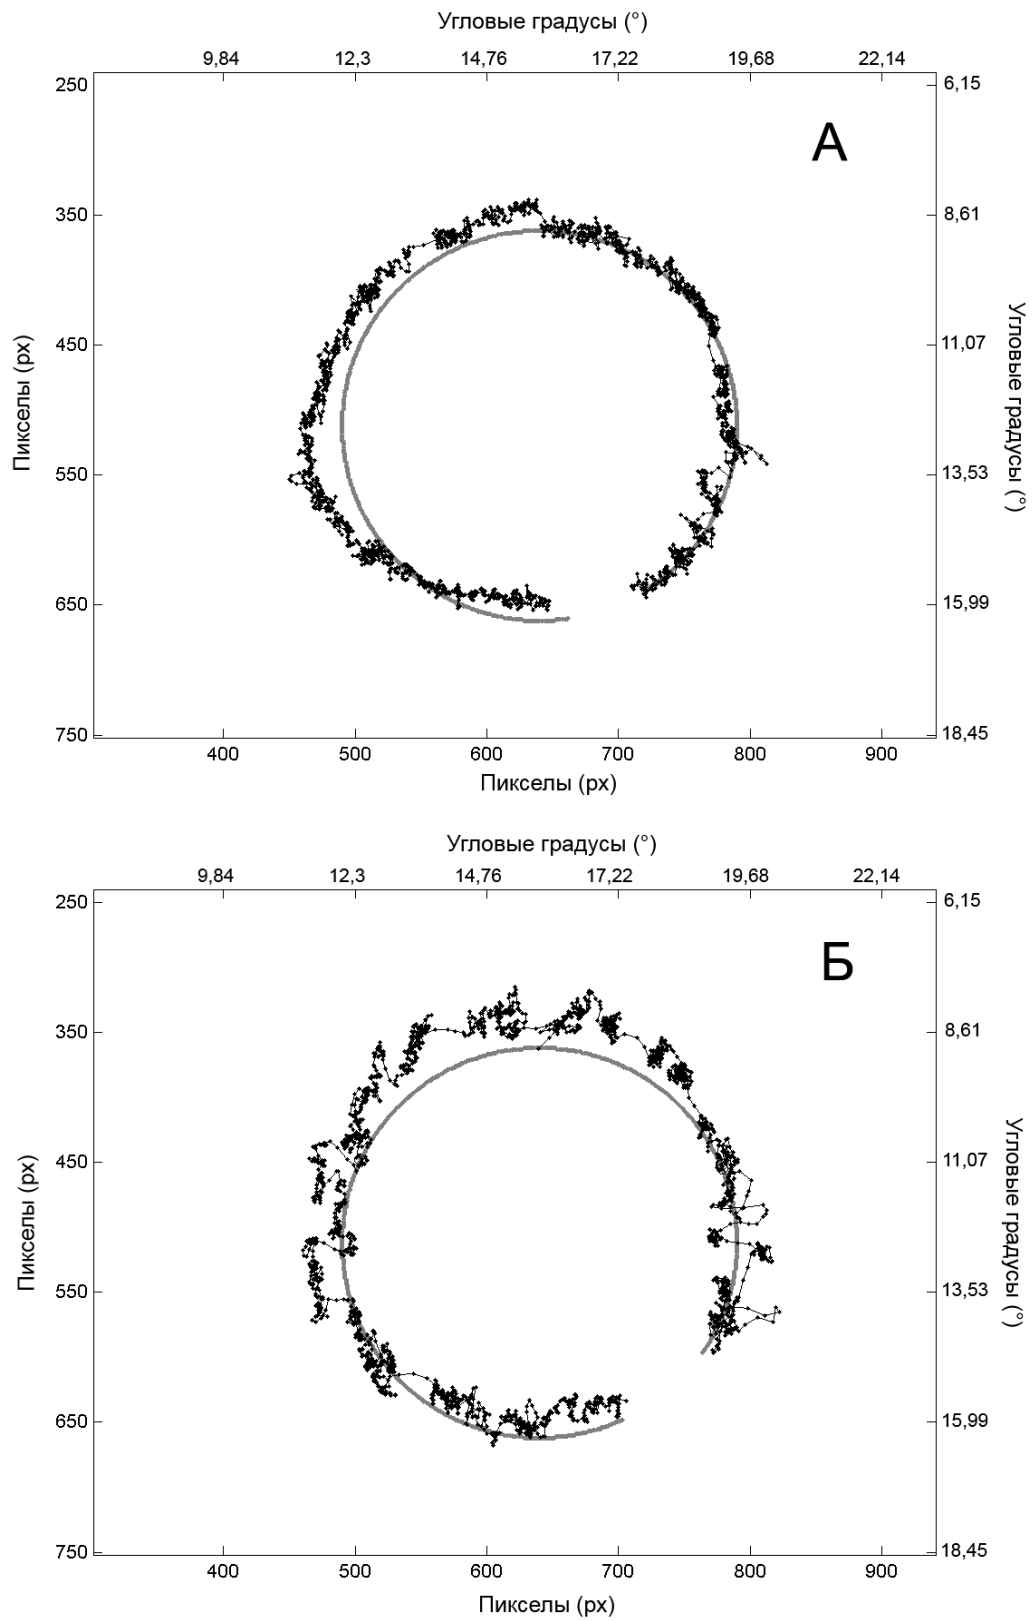 Угловые градусы (°)
9,84 12,3 14,76 17,22 19,68 22,14
250 6,15
А
350 8,61
450 11,07
550 13,53
650 15,99
750 18,45
Пикселы (px)
Угловые градусы (°)
400 500 600 700 800 900
Пикселы (px)
Угловые градусы (°)
9,84 12,3 14,76 17,22 19,68 22,14
250 6,15
Б
350 8,61
450 11,07
550 13,53
650 15,99
750 18,45
Пикселы (px)
Угловые градусы (°)
400 500 600 700 800 900
Пикселы (px)